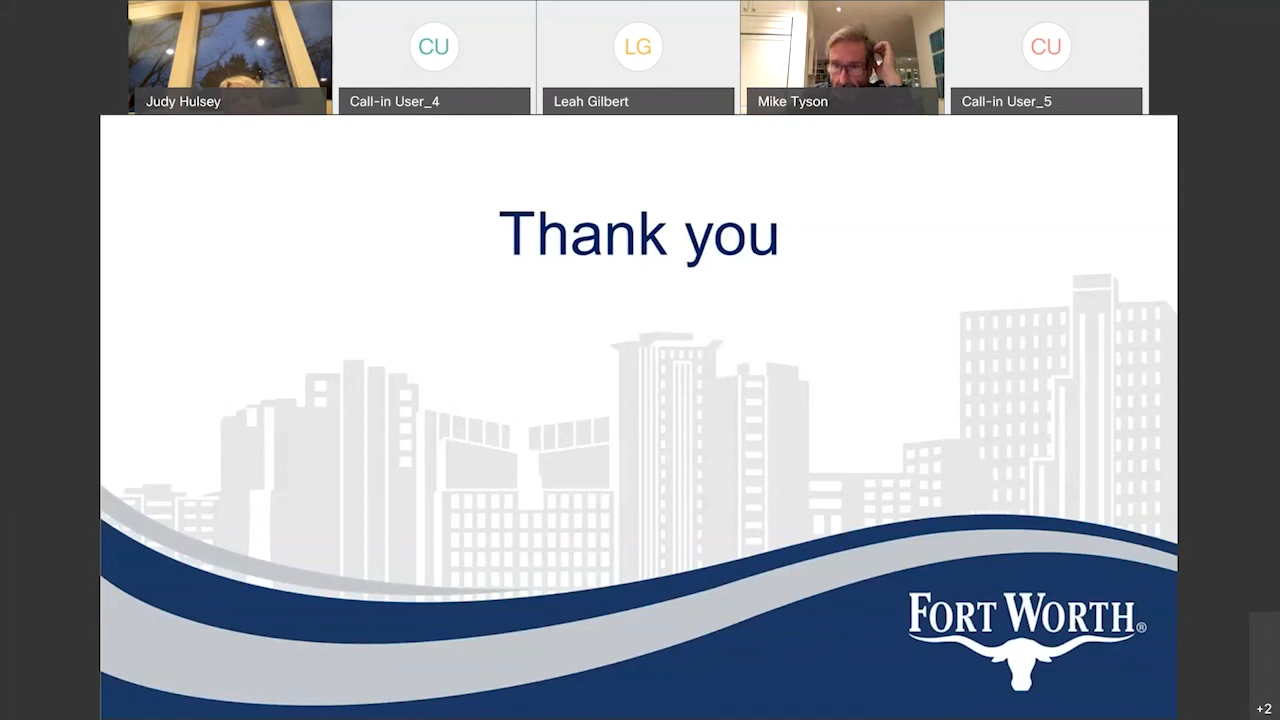 CU
LG
CU
Judy Hulsey
Call-in User_4
Leah Gilbert
Mike Tyson
Call-in User_5
Thank you
FORT WORTH®
+2